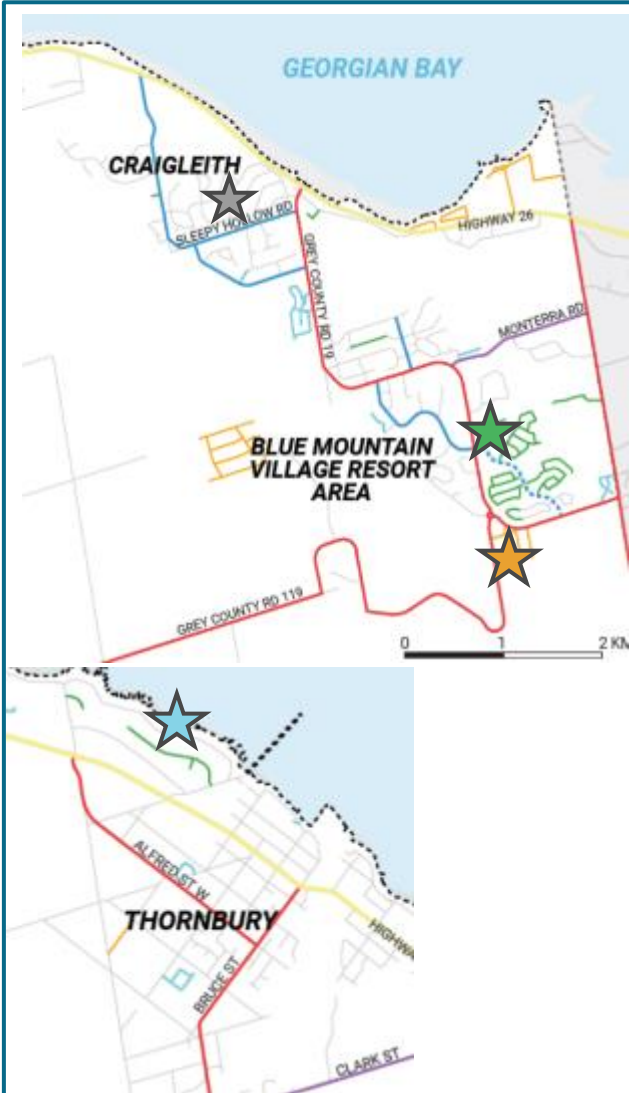 GEORGIAN BAY
CRAIGLEITH
SLEEPY HOLLOW RD
HIGHWAY 26
GREY COUNTY RD 19
MONTERRA RD
BLUE MOUNTAIN
VILLAGE RESORT
AREA
GREY COUNTY RD 119
0 1 2 KM
ALFRED ST W
THORNBURY
HIGHWA
BRUCE ST
CLARK ST